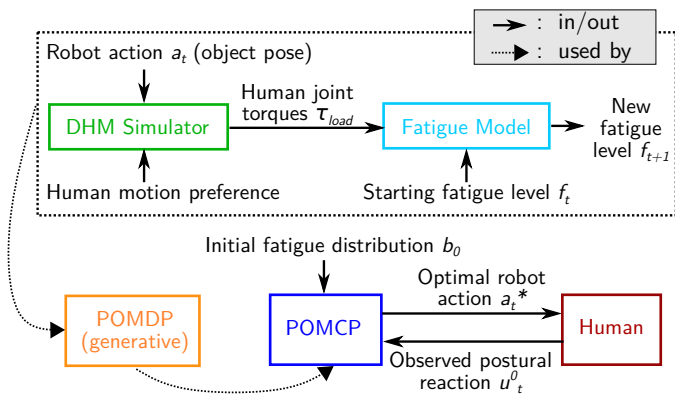 : in/out
: used by
Robot action a_t (object pose)
DHM Simulator
Human joint
torques τ_load
Fatigue Model
New
fatigue
level f_{t+1}
Human motion preference
Starting fatigue level f_t
Initial fatigue distribution b_0
POMDP
(generative)
POMCP
Optimal robot
action a_t*
Human
Observed postural
reaction u^0_t